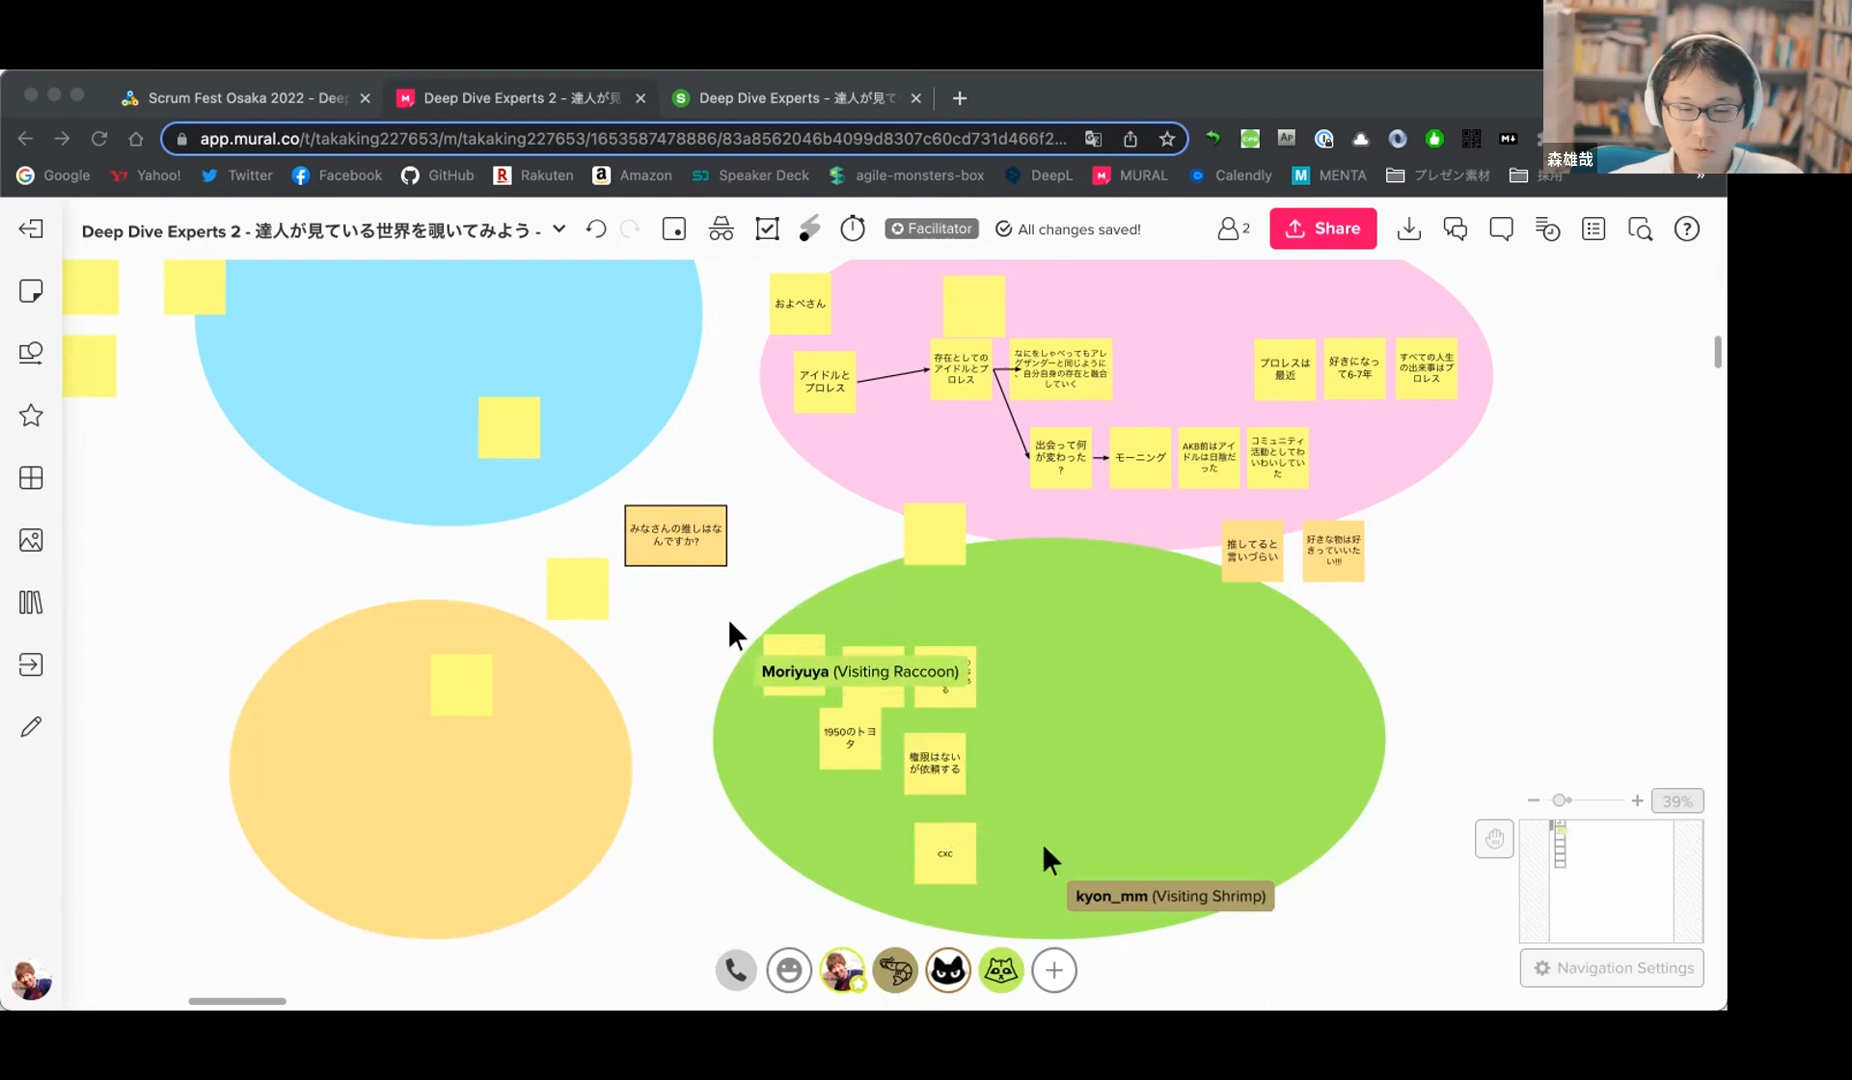 森雄哉
Scrum Fest Osaka 2022 - Deep
Deep Dive Experts 2 - 達人が見
Deep Dive Experts - 達人が見て
app.mural.co/t/takaking227653/m/takaking227653/1653587478886/83a8562046b4099d8307c60cd731d466f2...
Google
Yahoo!
Twitter
Facebook
GitHub
Rakuten
Amazon
Speaker Deck
agile-monsters-box
DeepL
MURAL
Calendly
MENTA
プレゼン素材
採用
Deep Dive Experts 2 - 達人が見ている世界を覗いてみよう -
Facilitator
All changes saved!
2
Share
およべさん
アイドルと
プロレス
存在としての
アイドルとプ
ロレス
なにをしゃべってもアレ
グザンダーと同じように
、自分自身の存在と融合
していく
プロレスは
最近
好きになっ
て6-7年
すべての人生
の出来事はプ
ロレス
出会って何
が変わった
?
モーニング
AKB前はアイ
ドルは日陰だ
った
コミュニティ
活動としてわ
いわいしてい
た
みなさんの推しはな
んですか?
推してると
言いづらい
好きな物は好
きっていいた
い!!!
Moriyuya (Visiting Raccoon)
る
1950のトヨ
タ
権限はない
が依頼する
cxc
kyon_mm (Visiting Shrimp)
39%
Navigation Settings